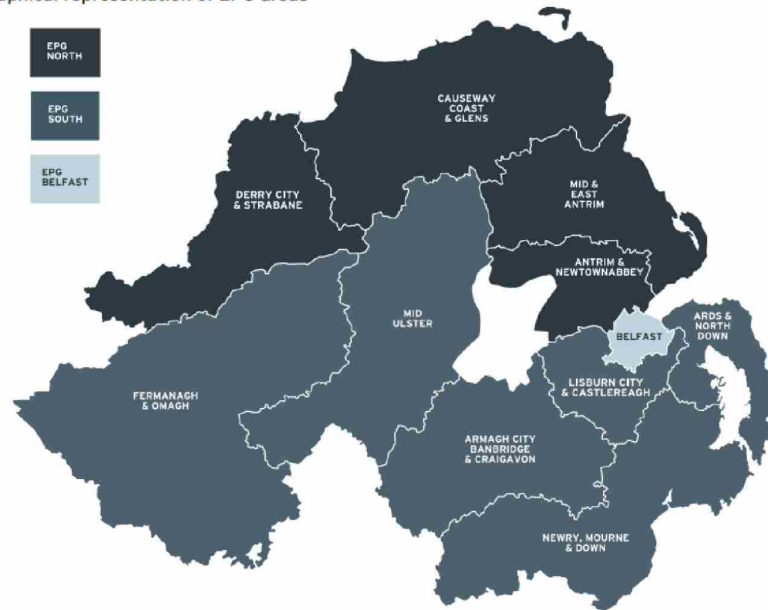 EPG
NORTH
EPG
SOUTH
EPG
BELFAST
CAUSEWAY
COAST
& GLENS
DERRY CITY
& STRABANE
MID &
EAST
ANTRIM
ANTRIM &
NEWTOWNABBEY
MID
ULSTER
BELFAST
ARDS &
NORTH
DOWN
FERMANAGH
& OMAGH
LISBURN CITY
& CASTLEREAGH
ARMAGH CITY
BANBRIDGE
& CRAIGAVON
NEWRY, MOURNE
& DOWN